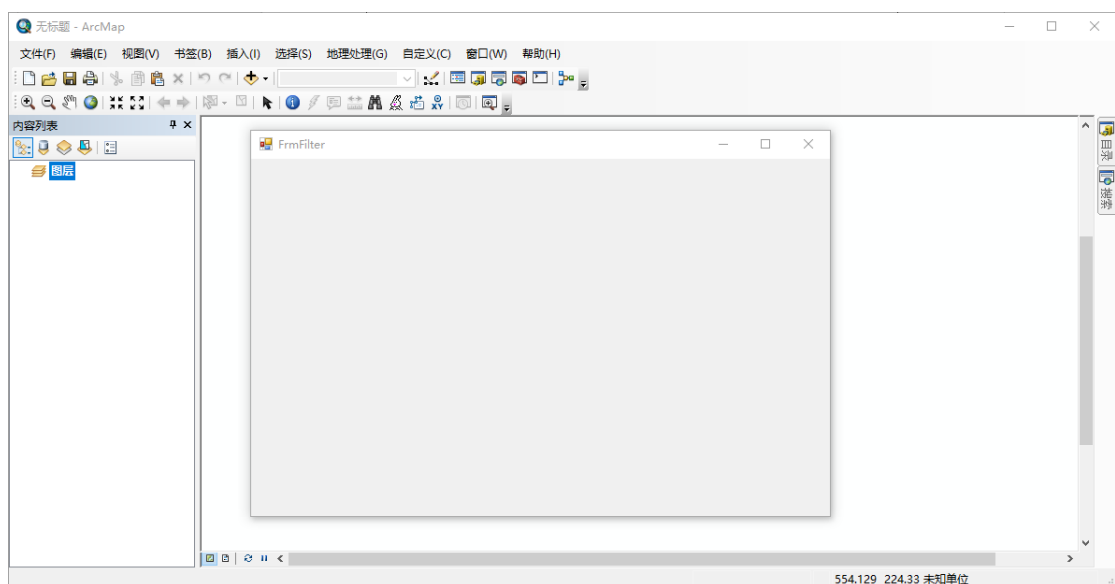 无标题 - ArcMap
文件(F) 编辑(E) 视图(V) 书签(B) 插入(I) 选择(S) 地理处理(G) 自定义(C) 窗口(W) 帮助(H)
内容列表
图层
FrmFilter
目录
搜索
554.129 224.33 未知单位